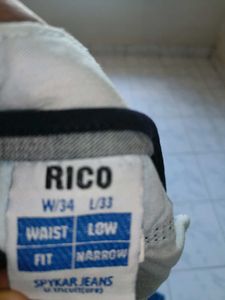 RICO
W/34 L/33
WAIST LOW
FIT NARROW
SPYKAR JEANS